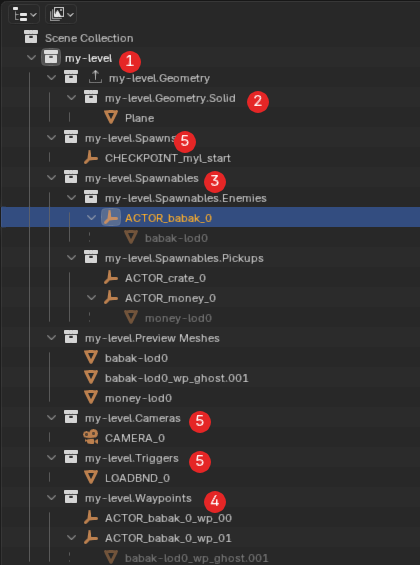 Scene Collection
my-level 1
my-level.Geometry
my-level.Geometry.Solid 2
Plane
my-level.Spawns 5
CHECKPOINT_myl_start
my-level.Spawnables 3
my-level.Spawnables.Enemies
ACTOR_babak_0
babak-lod0
my-level.Spawnables.Pickups
ACTOR_crate_0
ACTOR_money_0
money-lod0
my-level.Preview Meshes
babak-lod0
babak-lod0_wp_ghost.001
money-lod0
my-level.Cameras 5
CAMERA_0
my-level.Triggers 5
LOADBND_0
my-level.Waypoints 4
ACTOR_babak_0_wp_00
ACTOR_babak_0_wp_01
babak-lod0_wp_ghost.001